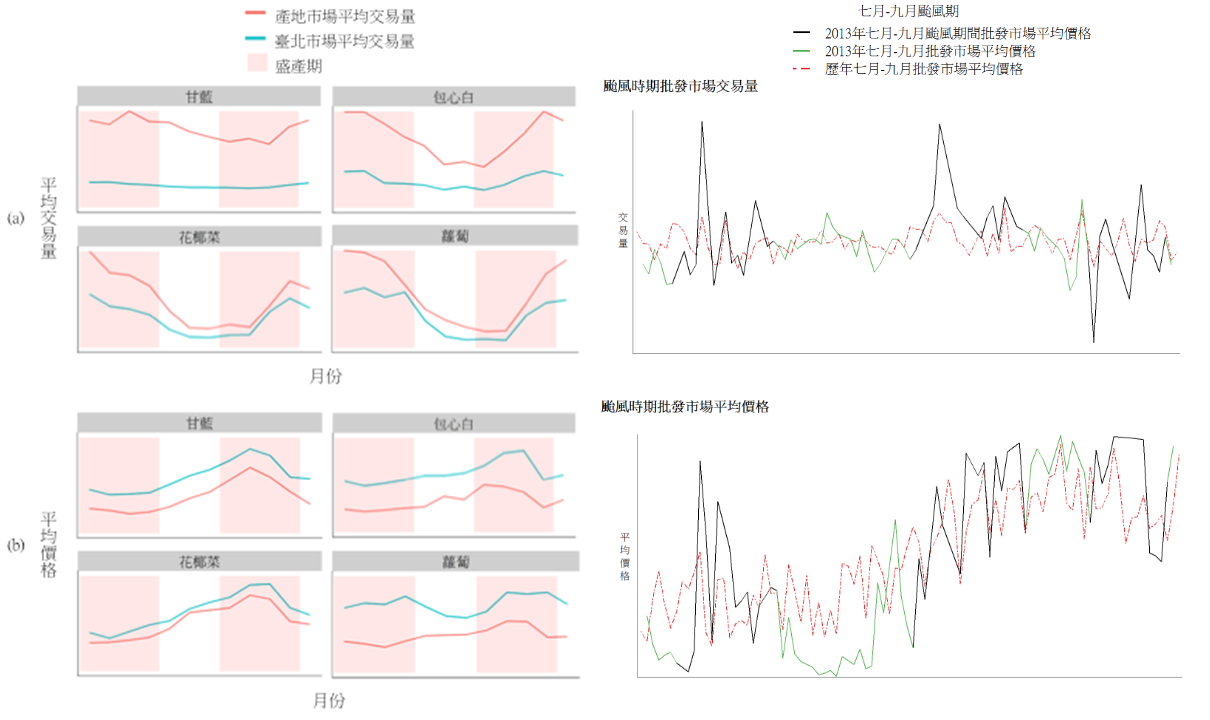 產地市場平均交易量
臺北市場平均交易量
盛產期
(a)
平均交易量
甘藍
包心白
花椰菜
蘿蔔
月份
(b)
平均價格
甘藍
包心白
花椰菜
蘿蔔
月份
七月-九月颱風期
2013年七月-九月颱風期間批發市場平均價格
2013年七月-九月批發市場平均價格
歷年七月-九月批發市場平均價格
颱風時期批發市場交易量
交易量
颱風時期批發市場平均價格
平均價格